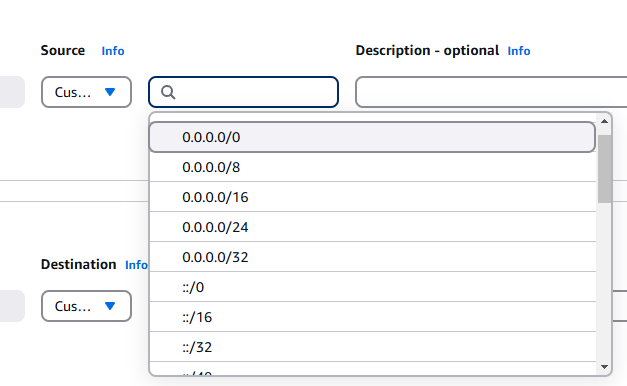 Source Info Description - optional Info
Cus...
0.0.0.0/0
0.0.0.0/8
0.0.0.0/16
0.0.0.0/24
0.0.0.0/32
Destination Info
::/0
Cus...
::/16
::/32
::/48